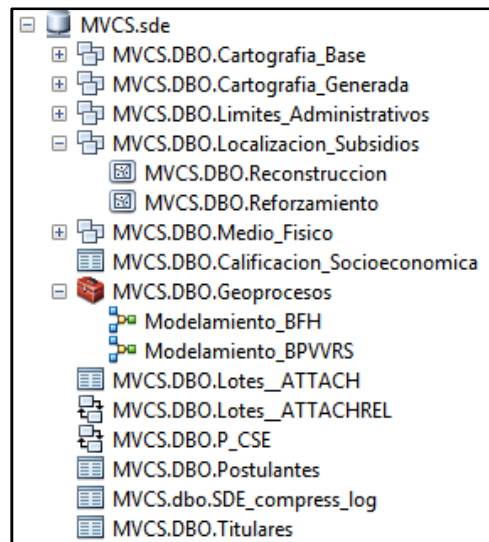 MVCS.sde
MVCS.DBO.Cartografia_Base
MVCS.DBO.Cartografia_Generada
MVCS.DBO.Limites_Administrativos
MVCS.DBO.Localizacion_Subsidios
MVCS.DBO.Reconstruccion
MVCS.DBO.Reforzamiento
MVCS.DBO.Medio_Fisico
MVCS.DBO.Calificacion_Socioeconomica
MVCS.DBO.Geoprocesos
Modelamiento_BFH
Modelamiento_BPVVRS
MVCS.DBO.Lotes__ATTACH
MVCS.DBO.Lotes__ATTACHREL
MVCS.DBO.P_CSE
MVCS.DBO.Postulantes
MVCS.dbo.SDE_compress_log
MVCS.DBO.Titulares